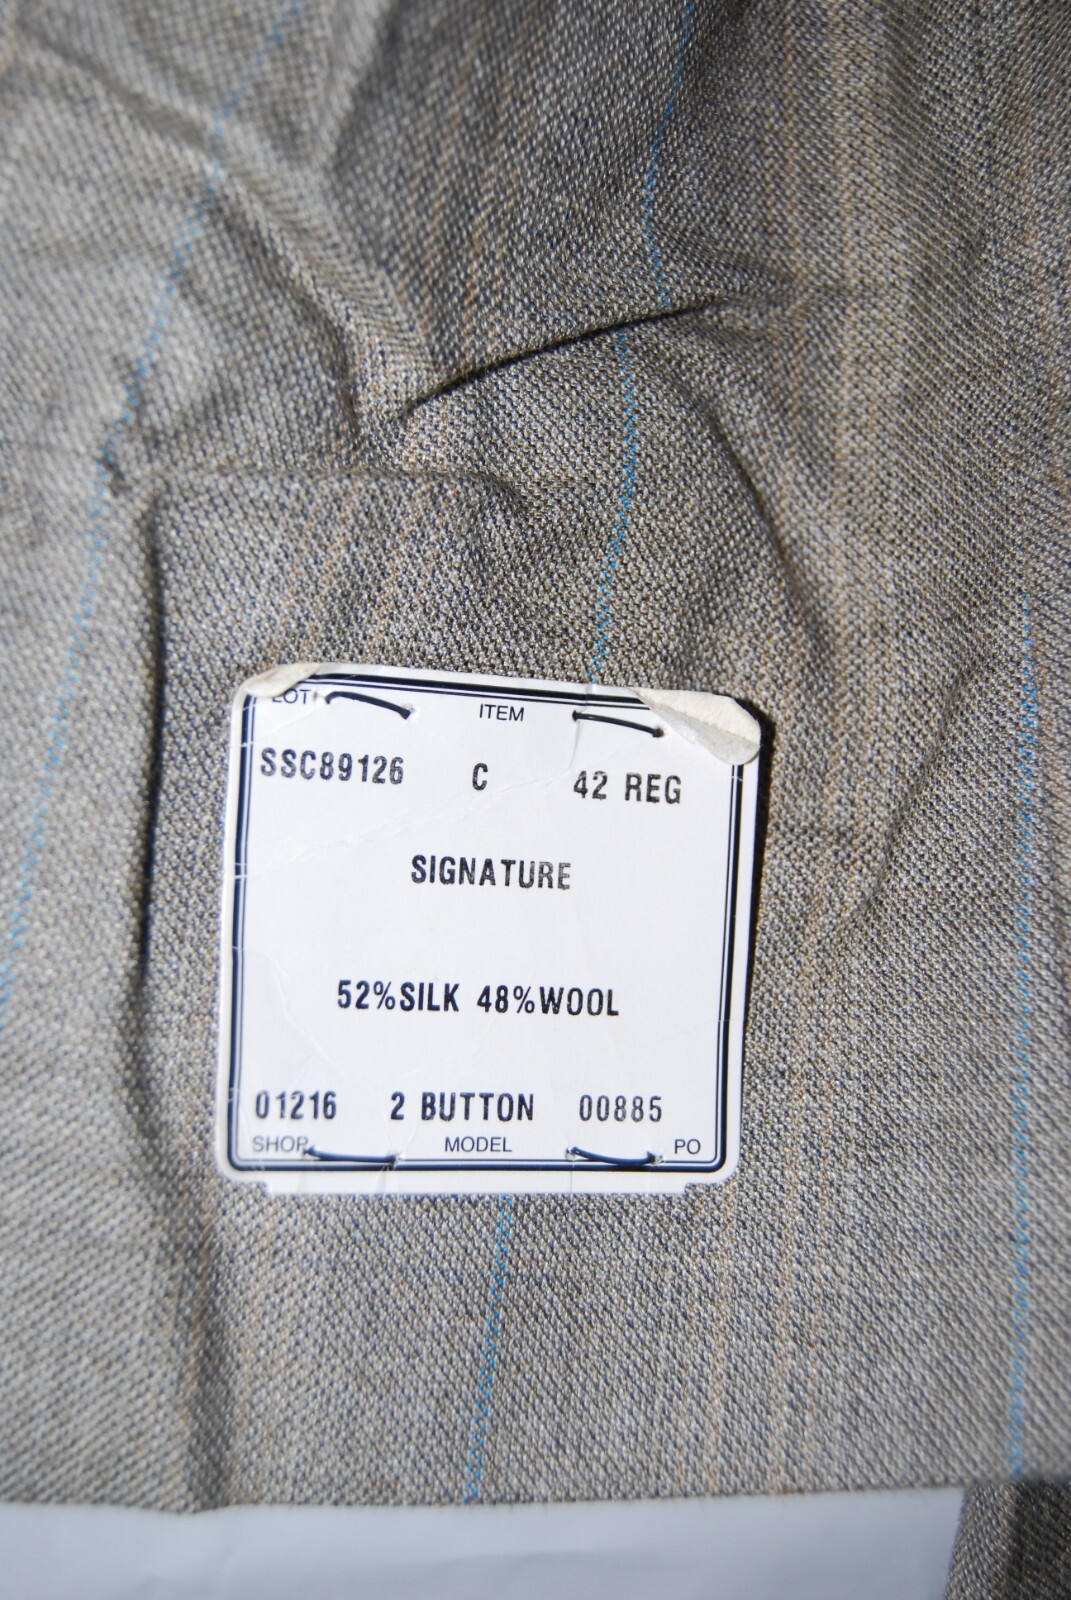 LOT ITEM
SSC89126 C 42 REG
SIGNATURE
52%SILK 48%WOOL
01216 2 BUTTON 00885
SHOP MODEL PO